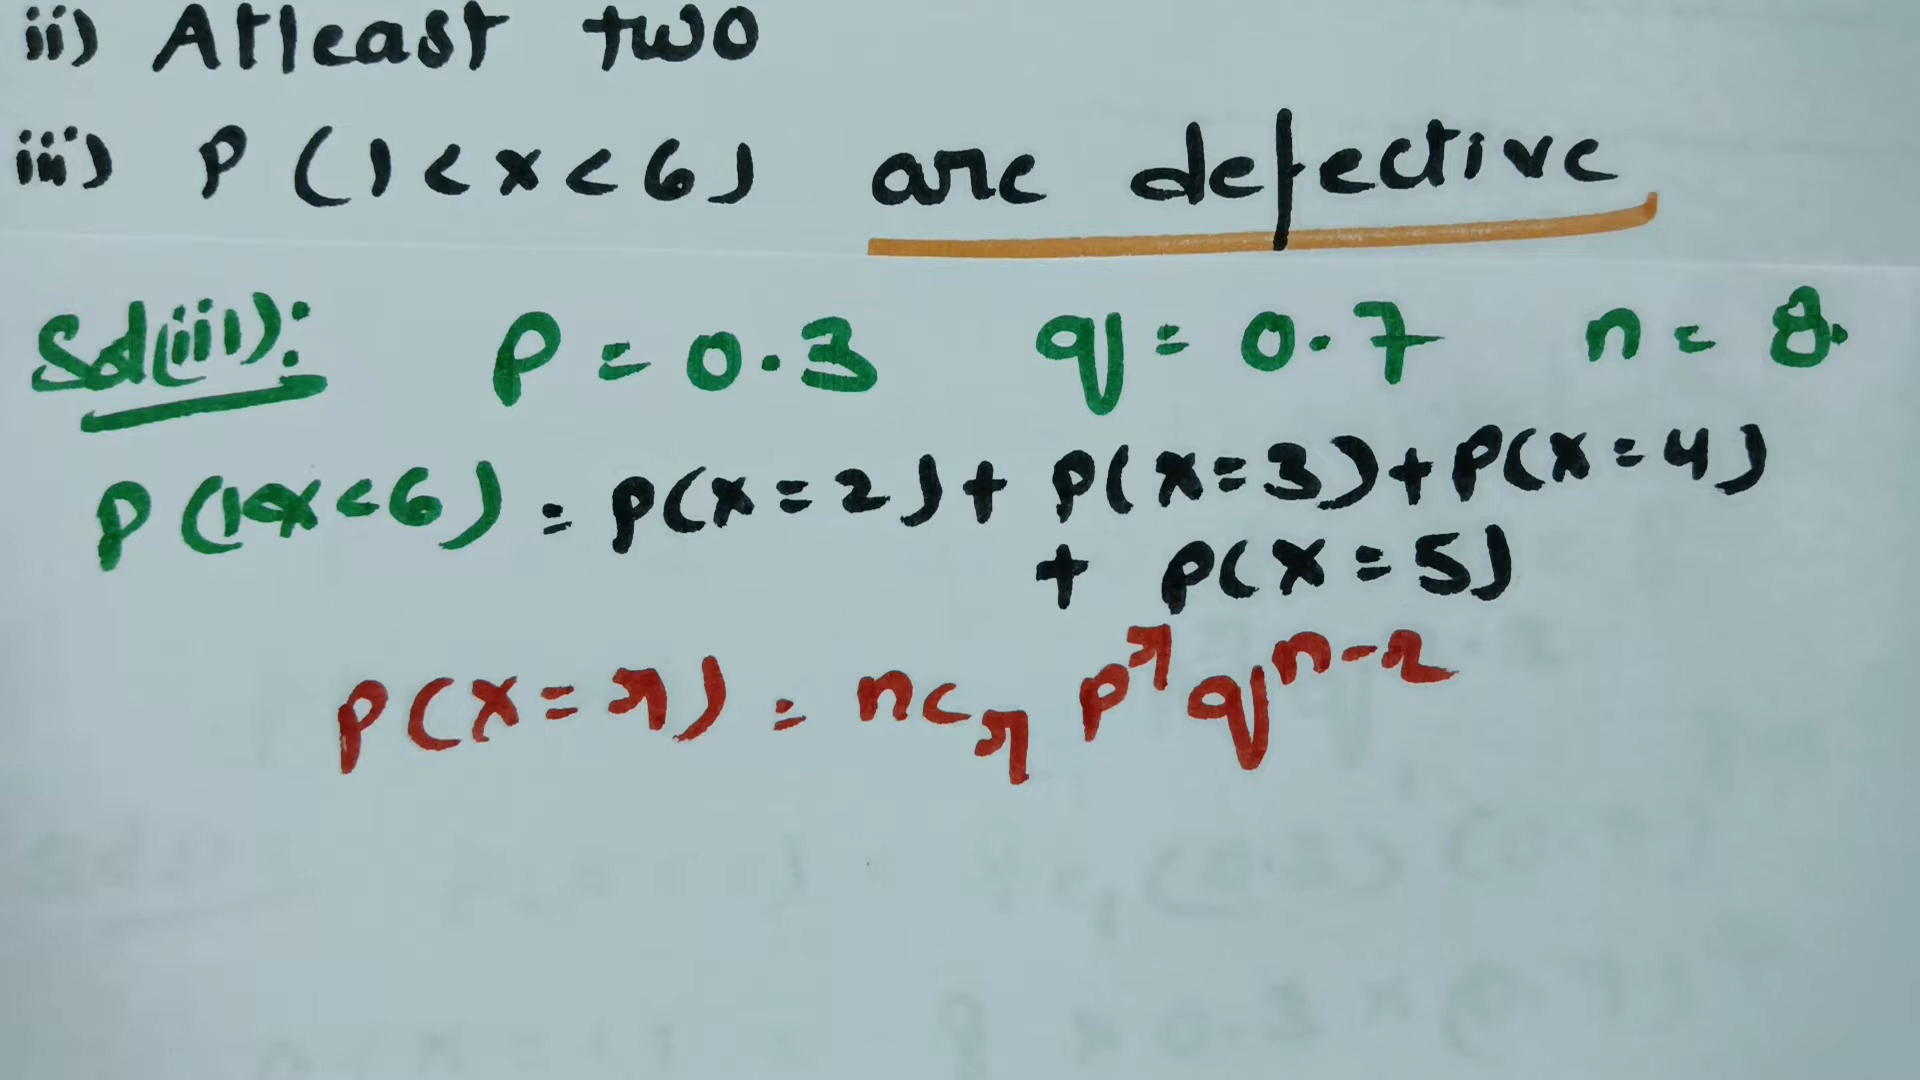 ii) Atleast two
iii) P (1<x<6) are defective
Sol(iii): P = 0.3 q = 0.7 n = 8.
P (1<x<6) = P(x=2) + P(x=3) + P(x=4)
+ P(x=5)
P(x=r) = nCr p^r q^n-r